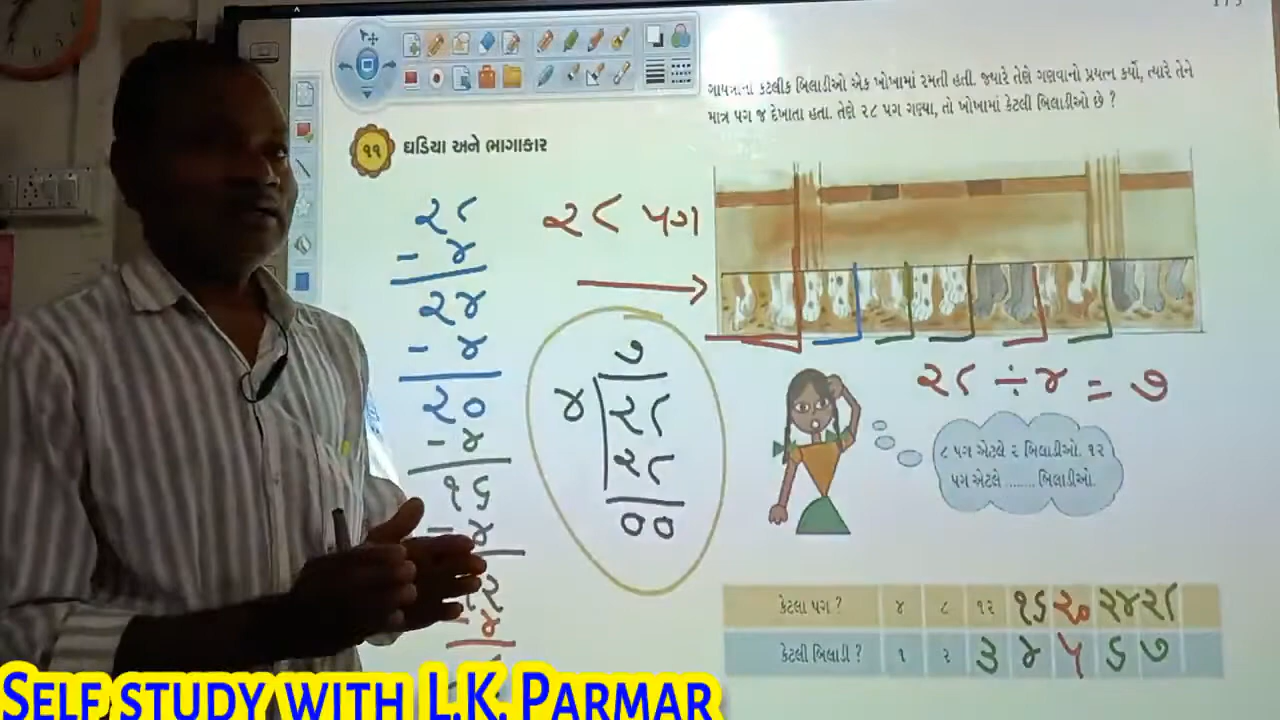 ગાયત્રીની કેટલીક બિલાડીઓ એક ખોખામાં રમતી હતી. જ્યારે તેણે ગણવાનો પ્રયત્ન કર્યો, ત્યારે તેને
માત્ર પગ જ દેખાતા હતા. તેણે ૨૮ પગ ગણ્યા, તો ખોખામાં કેટલી બિલાડીઓ છે ?
૧૧ ઘડિયા અને ભાગાકાર
૨૮
- ૪
૨૪
- ૪
૨૦
- ૪
૧૬
- ૪
૧૨
૪
૨૮ પગ
૭
૪ ૨૮
૨૮
૦૦
૨૮ ÷ ૪ = ૭
૮ પગ એટલે ૨ બિલાડીઓ. ૧૨
પગ એટલે ....... બિલાડીઓ.
કેટલા પગ ? ૪ ૮ ૧૨ ૧૬ ૨૦ ૨૪ ૨૮
કેટલી બિલાડી ? ૧ ૨ ૩ ૪ ૫ ૬ ૭
SELF STUDY WITH L.K. PARMAR